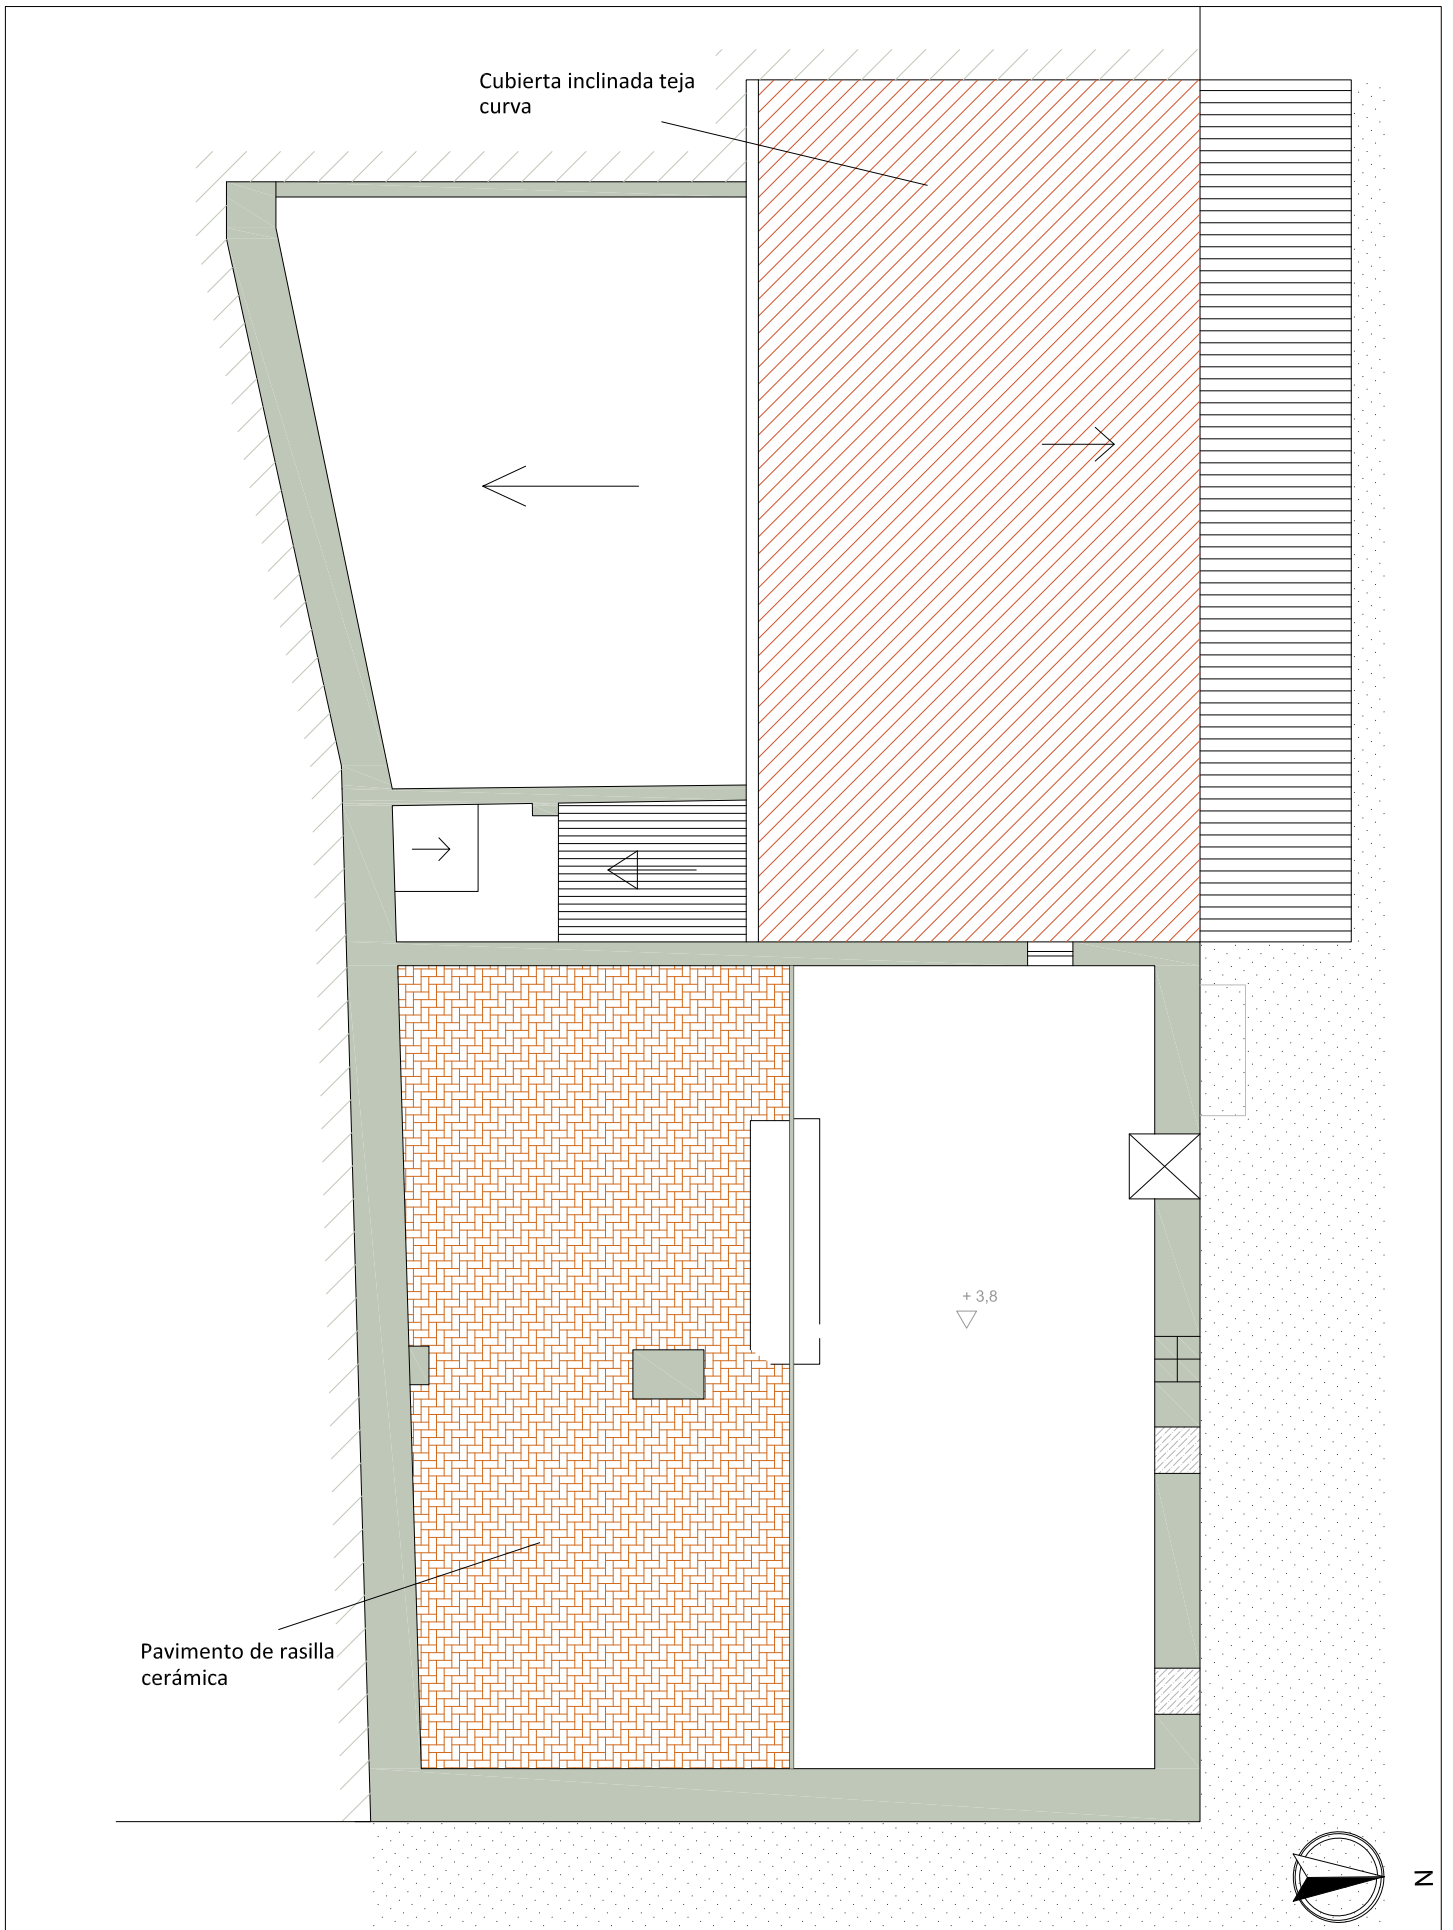 Cubierta inclinada teja
curva
+ 3,8
Pavimento de rasilla
cerámica
N